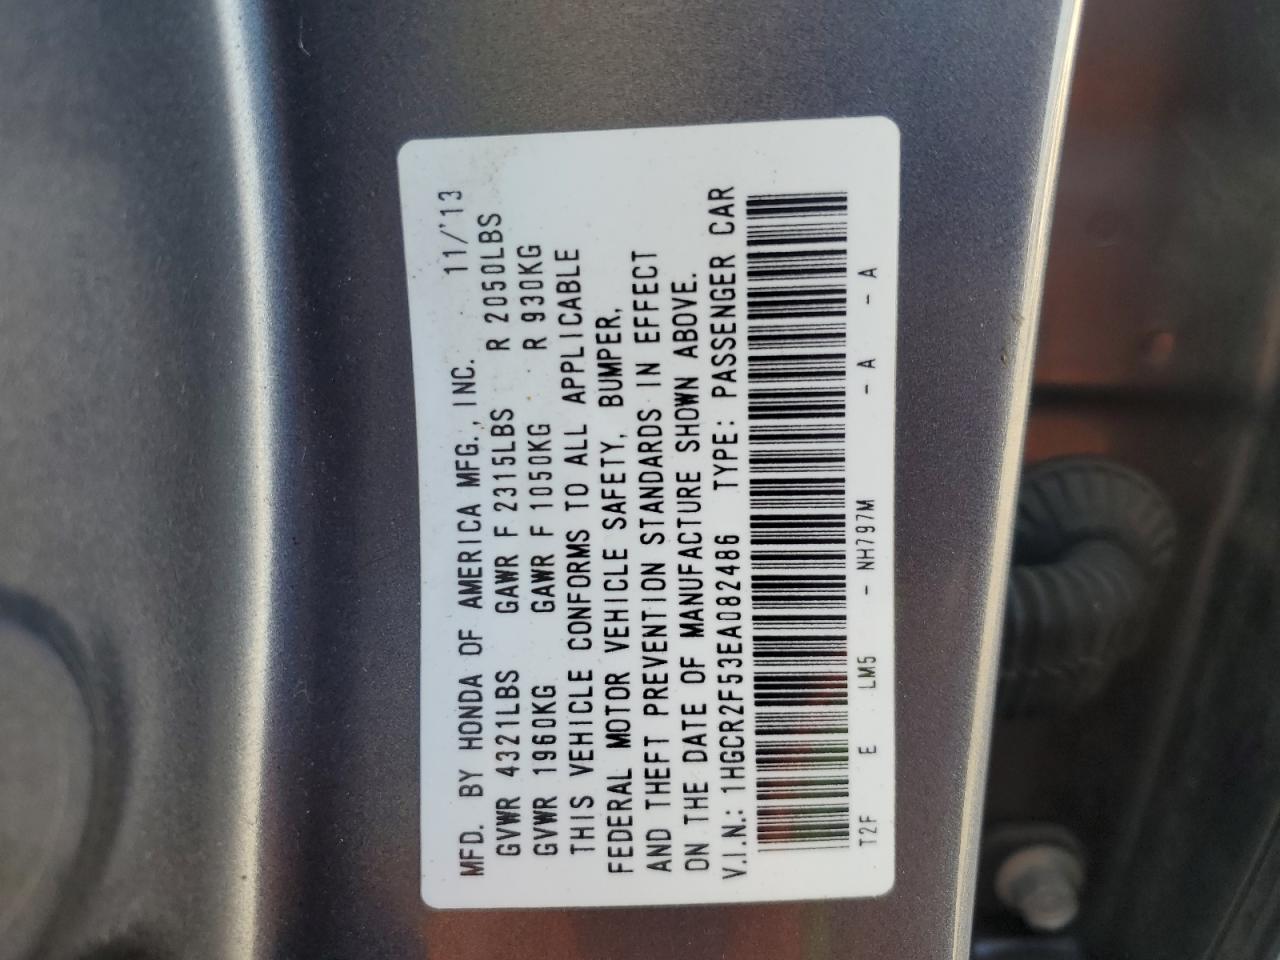 MFD. BY HONDA OF AMERICA MFG., INC. 11/'13
GVWR 4321LBS GAWR F 2315LBS R 2050LBS
GVWR 1960KG GAWR F 1050KG R 930KG
THIS VEHICLE CONFORMS TO ALL APPLICABLE
FEDERAL MOTOR VEHICLE SAFETY, BUMPER,
AND THEFT PREVENTION STANDARDS IN EFFECT
ON THE DATE OF MANUFACTURE SHOWN ABOVE.
V.I.N.: 1HGCR2F53EA082486 TYPE: PASSENGER CAR
T2F E LM5 - NH797M - A - A